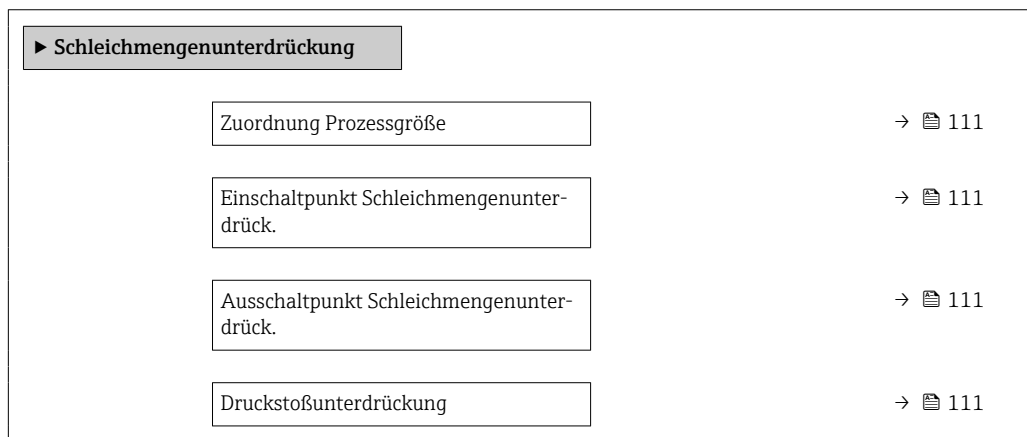 ▶ Schleichmengenunterdrückung
Zuordnung Prozessgröße → 111
Einschaltpunkt Schleichmengenunter-
drück. → 111
Ausschaltpunkt Schleichmengenunter-
drück. → 111
Druckstoßunterdrückung → 111